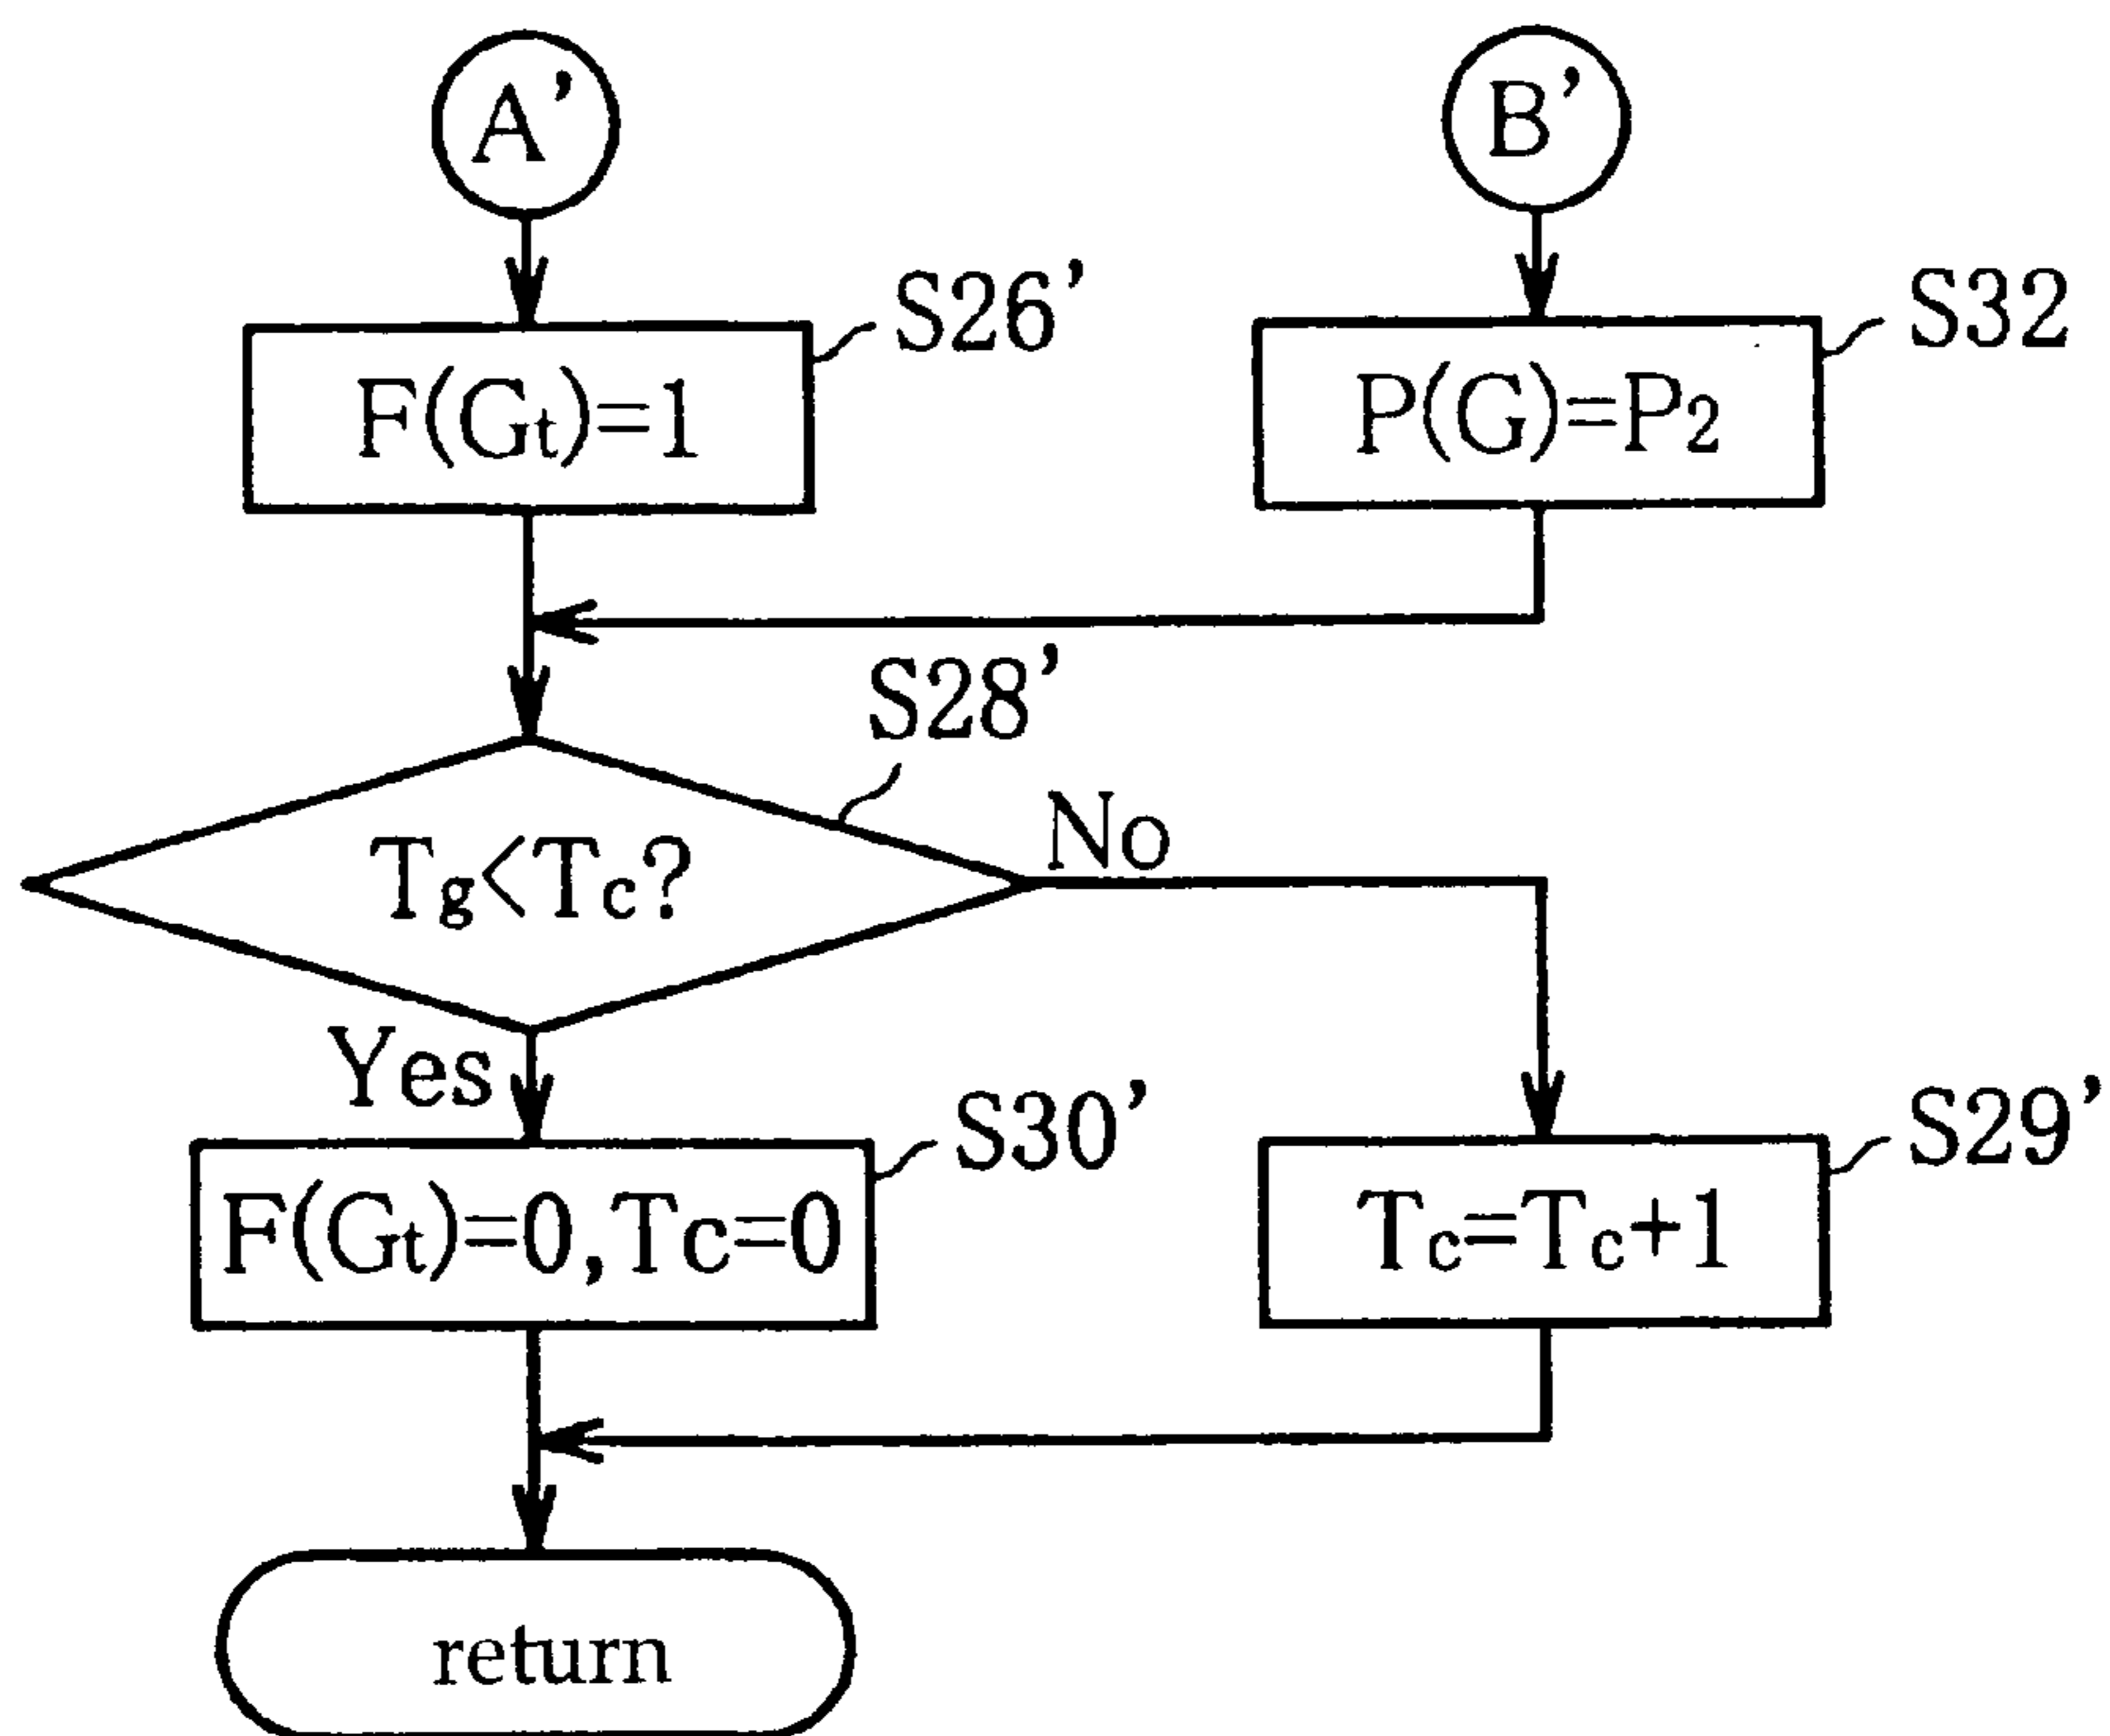 A'
B'
S26'
F(Gt)=1
S32
P(G)=P2
S28'
Tg<Tc?
No
Yes
S30'
F(Gt)=0,Tc=0
S29'
Tc=Tc+1
return